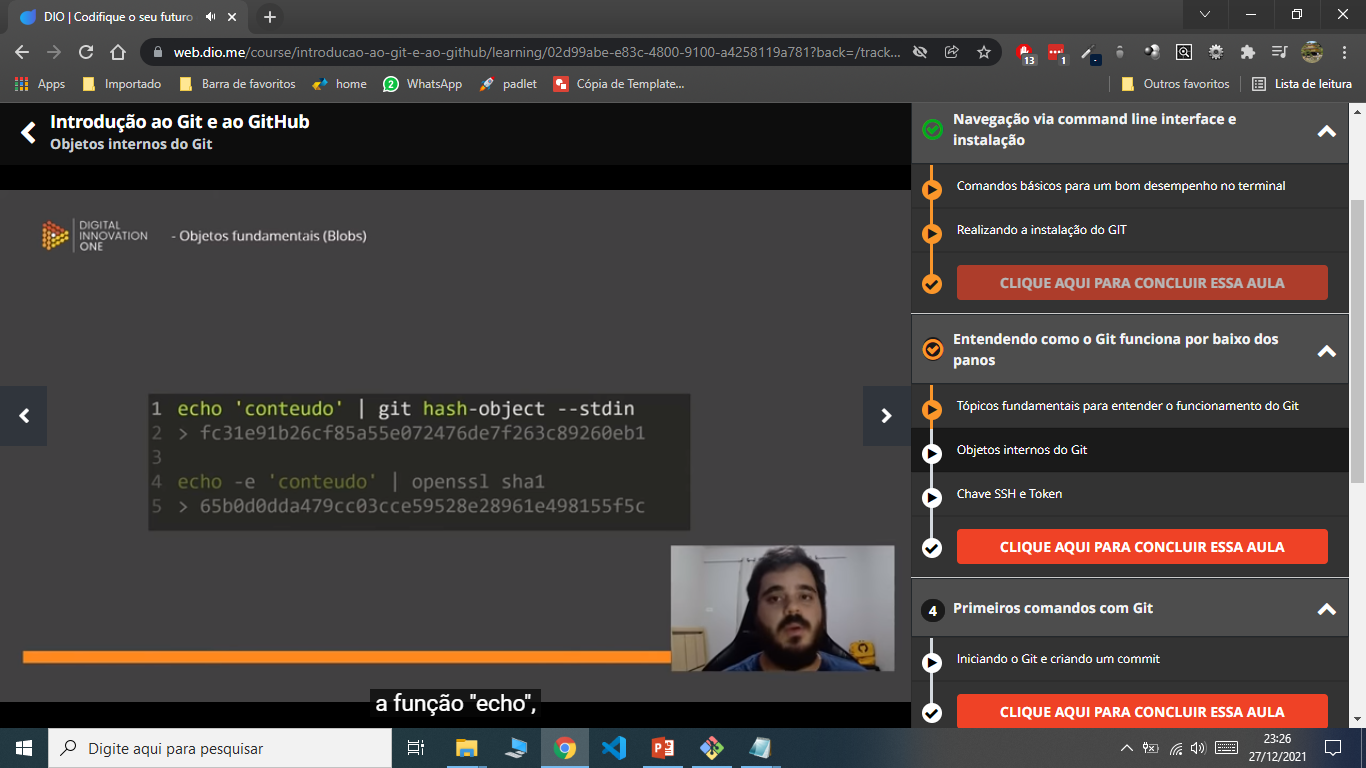 DIO | Codifique o seu futuro
web.dio.me/course/introducao-ao-git-e-ao-github/learning/02d99abe-e83c-4800-9100-a4258119a781?back=/track...
13
1
Apps
Importado
Barra de favoritos
2
home
WhatsApp
padlet
Cópia de Template...
Outros favoritos
Lista de leitura
Introdução ao Git e ao GitHub
Objetos internos do Git
DIGITAL
INNOVATION
ONE
- Objetos fundamentais (Blobs)
1 echo 'conteudo' | git hash-object --stdin
2 > fc31e91b26cf85a55e072476de7f263c89260eb1
3
4 echo -e 'conteudo' | openssl sha1
5 > 65b0d0dda479cc03cce59528e28961e498155f5c
a função "echo",
Navegação via command line interface e
instalação
Comandos básicos para um bom desempenho no terminal
Realizando a instalação do GIT
CLIQUE AQUI PARA CONCLUIR ESSA AULA
Entendendo como o Git funciona por baixo dos
panos
Tópicos fundamentais para entender o funcionamento do Git
Objetos internos do Git
Chave SSH e Token
CLIQUE AQUI PARA CONCLUIR ESSA AULA
4 Primeiros comandos com Git
Iniciando o Git e criando um commit
CLIQUE AQUI PARA CONCLUIR ESSA AULA
Digite aqui para pesquisar
23:26
27/12/2021